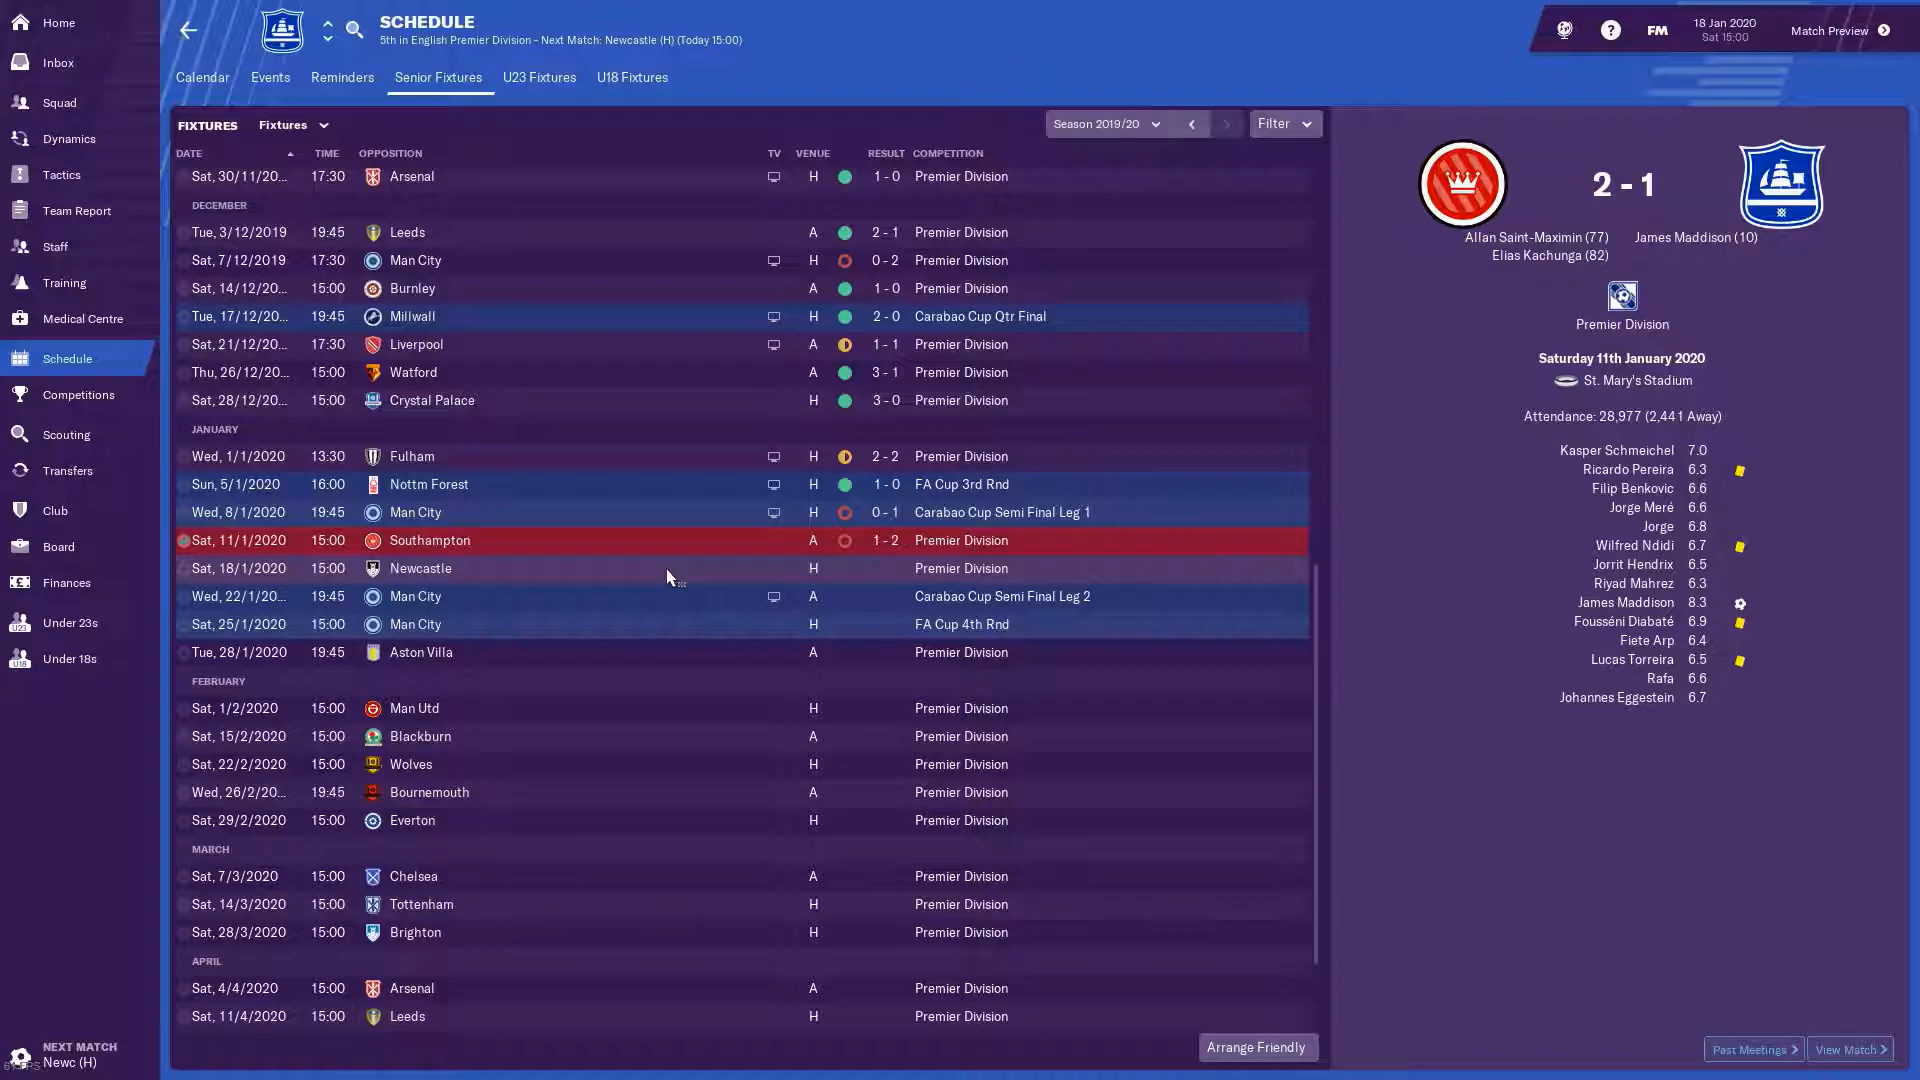 Home
Inbox
Squad
Dynamics
Tactics
Team Report
Staff
Training
Medical Centre
Schedule
Competitions
Scouting
Transfers
Club
Board
Finances
Under 23s
Under 18s
NEXT MATCH
Newc (H)
SCHEDULE
5th in English Premier Division - Next Match: Newcastle (H) (Today 15:00)
FM
18 Jan 2020
Sat 15:00
Match Preview
Calendar Events Reminders Senior Fixtures U23 Fixtures U18 Fixtures
FIXTURES Fixtures Season 2019/20 Filter
DATE TIME OPPOSITION TV VENUE RESULT COMPETITION
Sat, 30/11/20... 17:30 Arsenal H 1 - 0 Premier Division
DECEMBER
Tue, 3/12/2019 19:45 Leeds A 2 - 1 Premier Division
Sat, 7/12/2019 17:30 Man City H 0 - 2 Premier Division
Sat, 14/12/20... 15:00 Burnley A 1 - 0 Premier Division
Tue, 17/12/20... 19:45 Millwall H 2 - 0 Carabao Cup Qtr Final
Sat, 21/12/20... 17:30 Liverpool A 1 - 1 Premier Division
Thu, 26/12/20... 15:00 Watford A 3 - 1 Premier Division
Sat, 28/12/20... 15:00 Crystal Palace H 3 - 0 Premier Division
JANUARY
Wed, 1/1/2020 13:30 Fulham H 2 - 2 Premier Division
Sun, 5/1/2020 16:00 Nottm Forest H 1 - 0 FA Cup 3rd Rnd
Wed, 8/1/2020 19:45 Man City H 0 - 1 Carabao Cup Semi Final Leg 1
Sat, 11/1/2020 15:00 Southampton A 1 - 2 Premier Division
Sat, 18/1/2020 15:00 Newcastle H Premier Division
Wed, 22/1/20... 19:45 Man City A Carabao Cup Semi Final Leg 2
Sat, 25/1/2020 15:00 Man City H FA Cup 4th Rnd
Tue, 28/1/2020 19:45 Aston Villa A Premier Division
FEBRUARY
Sat, 1/2/2020 15:00 Man Utd H Premier Division
Sat, 15/2/2020 15:00 Blackburn A Premier Division
Sat, 22/2/2020 15:00 Wolves H Premier Division
Wed, 26/2/20... 19:45 Bournemouth A Premier Division
Sat, 29/2/2020 15:00 Everton H Premier Division
MARCH
Sat, 7/3/2020 15:00 Chelsea A Premier Division
Sat, 14/3/2020 15:00 Tottenham H Premier Division
Sat, 28/3/2020 15:00 Brighton H Premier Division
APRIL
Sat, 4/4/2020 15:00 Arsenal A Premier Division
Sat, 11/4/2020 15:00 Leeds H Premier Division
Arrange Friendly
2 - 1
Allan Saint-Maximin (77) James Maddison (10)
Elias Kachunga (82)
Premier Division
Saturday 11th January 2020
St. Mary's Stadium
Attendance: 28,977 (2,441 Away)
Kasper Schmeichel 7.0
Ricardo Pereira 6.3
Filip Benkovic 6.6
Jorge Meré 6.6
Jorge 6.8
Wilfred Ndidi 6.7
Jorrit Hendrix 6.5
Riyad Mahrez 6.3
James Maddison 8.3
Fousséni Diabaté 6.9
Fiete Arp 6.4
Lucas Torreira 6.5
Rafa 6.6
Johannes Eggestein 6.7
Past Meetings View Match